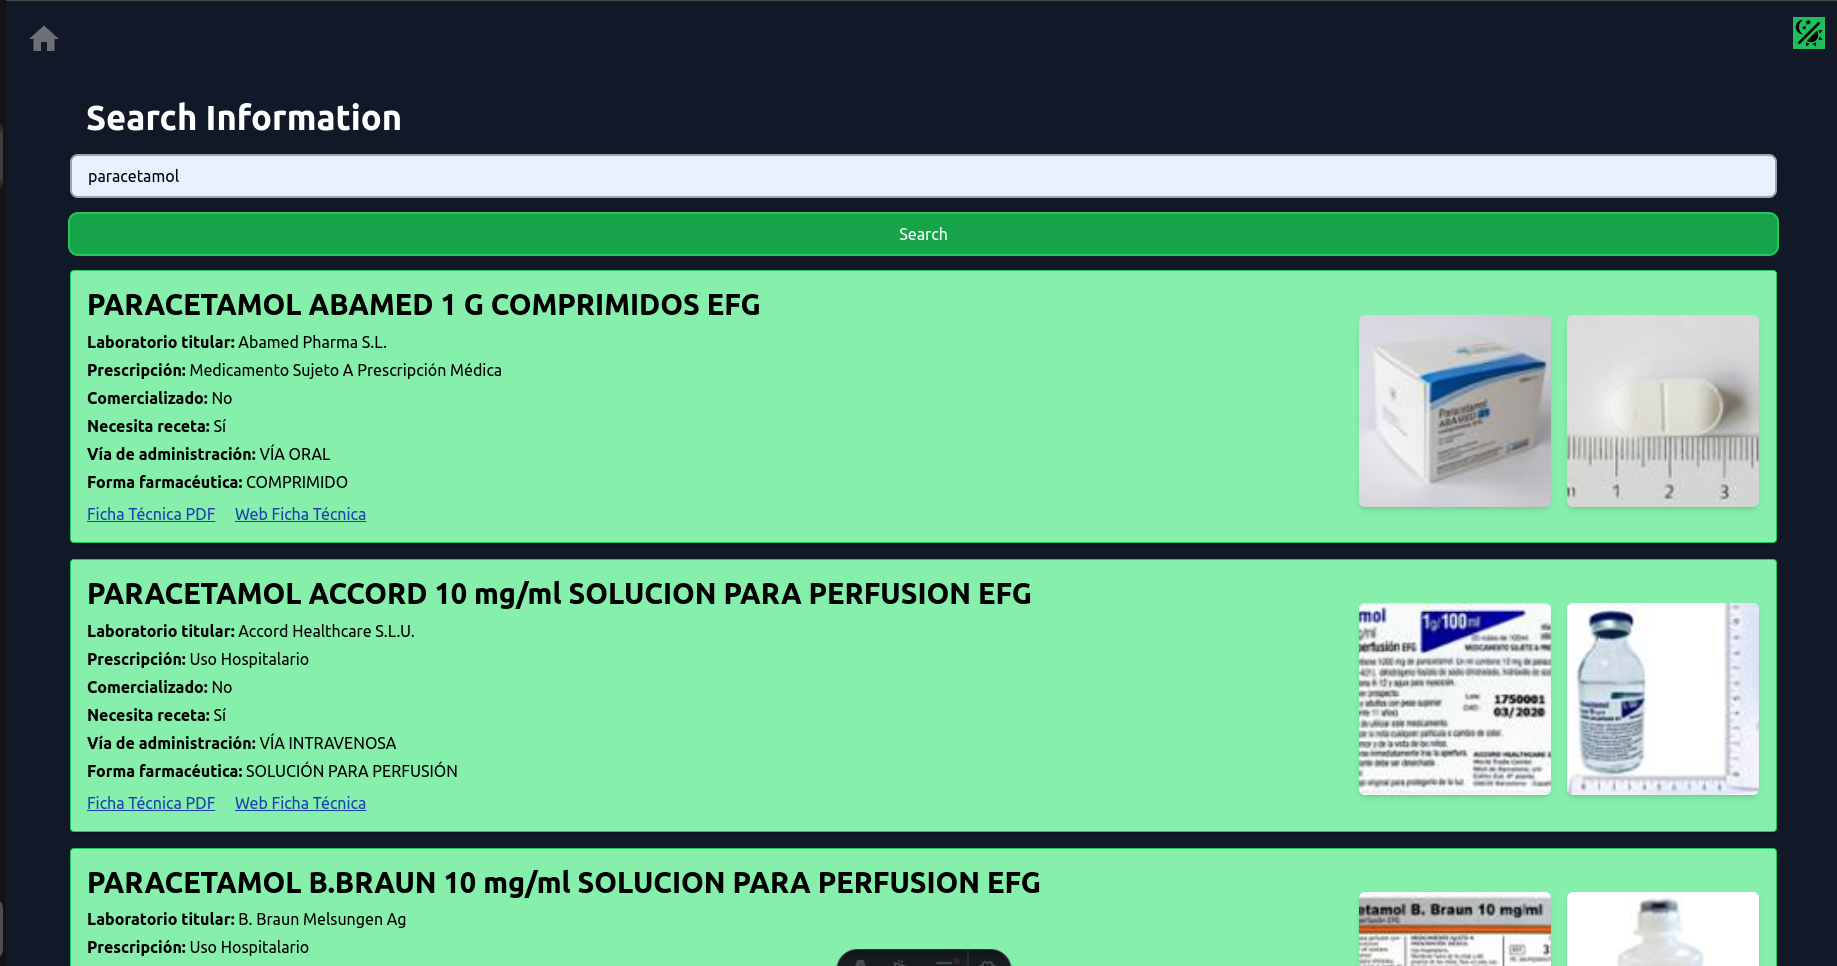 Search Information
paracetamol
Search
PARACETAMOL ABAMED 1 G COMPRIMIDOS EFG
Laboratorio titular: Abamed Pharma S.L.
Prescripción: Medicamento Sujeto A Prescripción Médica
Comercializado: No
Necesita receta: Sí
Vía de administración: VÍA ORAL
Forma farmacéutica: COMPRIMIDO
Ficha Técnica PDF Web Ficha Técnica
Paracetamol
ABAMED
1 2 3
PARACETAMOL ACCORD 10 mg/ml SOLUCION PARA PERFUSION EFG
Laboratorio titular: Accord Healthcare S.L.U.
Prescripción: Uso Hospitalario
Comercializado: No
Necesita receta: Sí
Vía de administración: VÍA INTRAVENOSA
Forma farmacéutica: SOLUCIÓN PARA PERFUSIÓN
Ficha Técnica PDF Web Ficha Técnica
mol 1g/100ml
erfusión EFG
1750001
03/2020
PARACETAMOL B.BRAUN 10 mg/ml SOLUCION PARA PERFUSION EFG
Laboratorio titular: B. Braun Melsungen Ag
Prescripción: Uso Hospitalario
etamol B. Braun 10 mg/ml